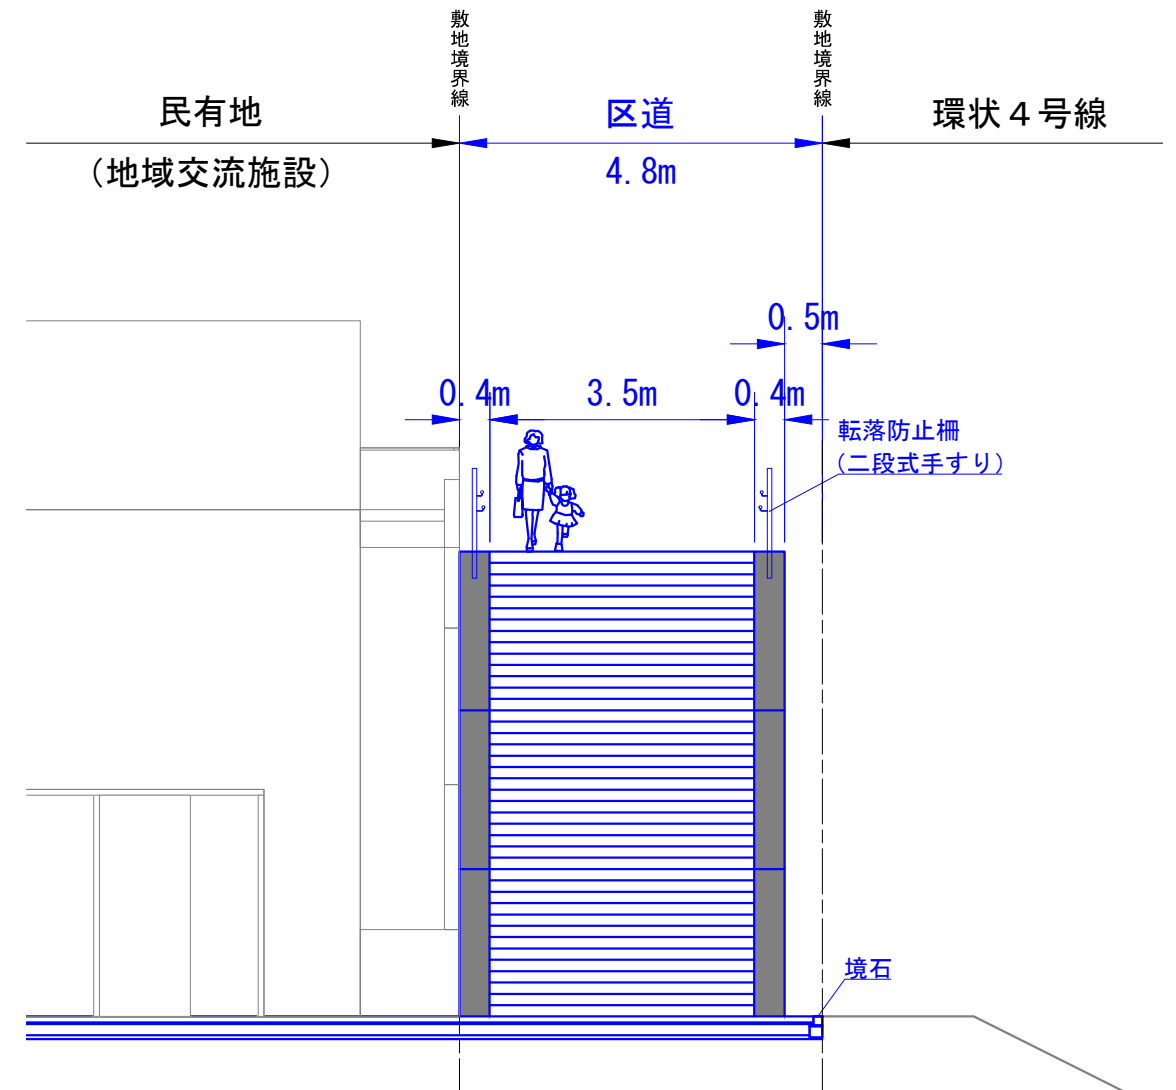 敷地境界線
敷地境界線
民有地
区道
環状４号線
(地域交流施設)
4.8m
0.5m
0.4m
3.5m
0.4m
転落防止柵
(二段式手すり)
境石